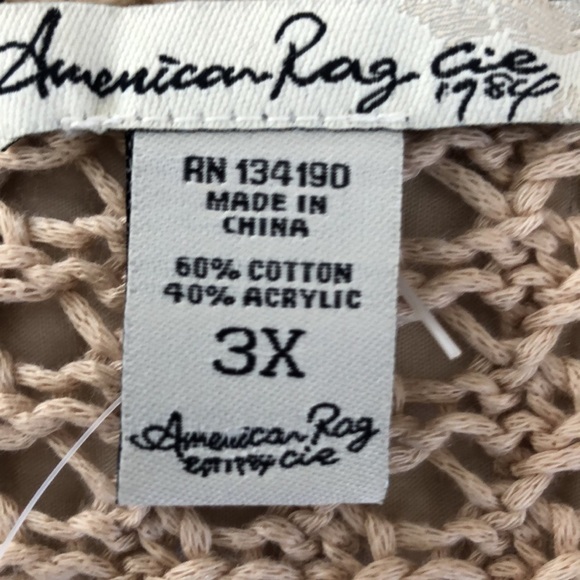 American Rag Cie
1984
RN 134190
MADE IN
CHINA
60% COTTON
40% ACRYLIC
3X
American Rag
Cie